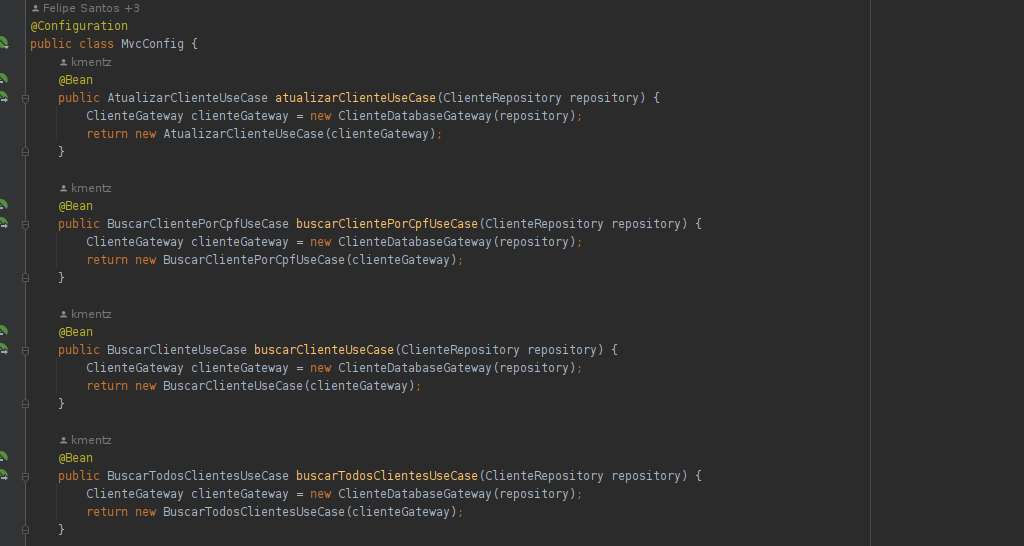 Felipe Santos +3
@Configuration
public class MvcConfig {
kmentz
@Bean
public AtualizarClienteUseCase atualizarClienteUseCase(ClienteRepository repository) {
ClienteGateway clienteGateway = new ClienteDatabaseGateway(repository);
return new AtualizarClienteUseCase(clienteGateway);
}
kmentz
@Bean
public BuscarClientePorCpfUseCase buscarClientePorCpfUseCase(ClienteRepository repository) {
ClienteGateway clienteGateway = new ClienteDatabaseGateway(repository);
return new BuscarClientePorCpfUseCase(clienteGateway);
}
kmentz
@Bean
public BuscarClienteUseCase buscarClienteUseCase(ClienteRepository repository) {
ClienteGateway clienteGateway = new ClienteDatabaseGateway(repository);
return new BuscarClienteUseCase(clienteGateway);
}
kmentz
@Bean
public BuscarTodosClientesUseCase buscarTodosClientesUseCase(ClienteRepository repository) {
ClienteGateway clienteGateway = new ClienteDatabaseGateway(repository);
return new BuscarTodosClientesUseCase(clienteGateway);
}